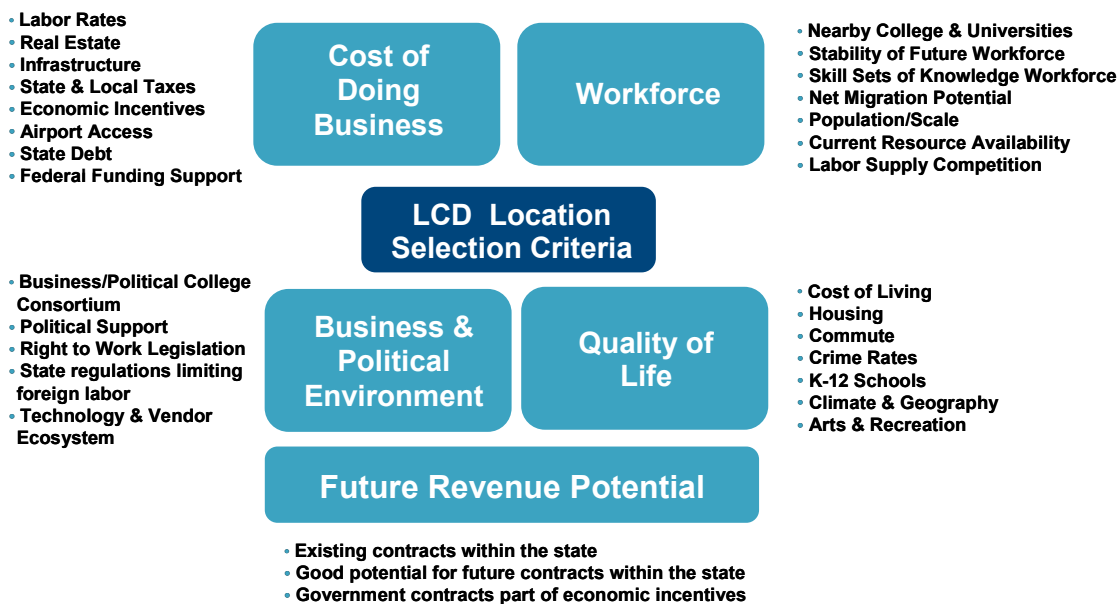 • Labor Rates
• Real Estate
• Infrastructure
• State & Local Taxes
• Economic Incentives
• Airport Access
• State Debt
• Federal Funding Support
Cost of
Doing
Business
Workforce
• Nearby College & Universities
• Stability of Future Workforce
• Skill Sets of Knowledge Workforce
• Net Migration Potential
• Population/Scale
• Current Resource Availability
• Labor Supply Competition
LCD Location
Selection Criteria
• Business/Political College
Consortium
• Political Support
• Right to Work Legislation
• State regulations limiting
foreign labor
• Technology & Vendor
Ecosystem
Business &
Political
Environment
Quality of
Life
• Cost of Living
• Housing
• Commute
• Crime Rates
• K-12 Schools
• Climate & Geography
• Arts & Recreation
Future Revenue Potential
• Existing contracts within the state
• Good potential for future contracts within the state
• Government contracts part of economic incentives